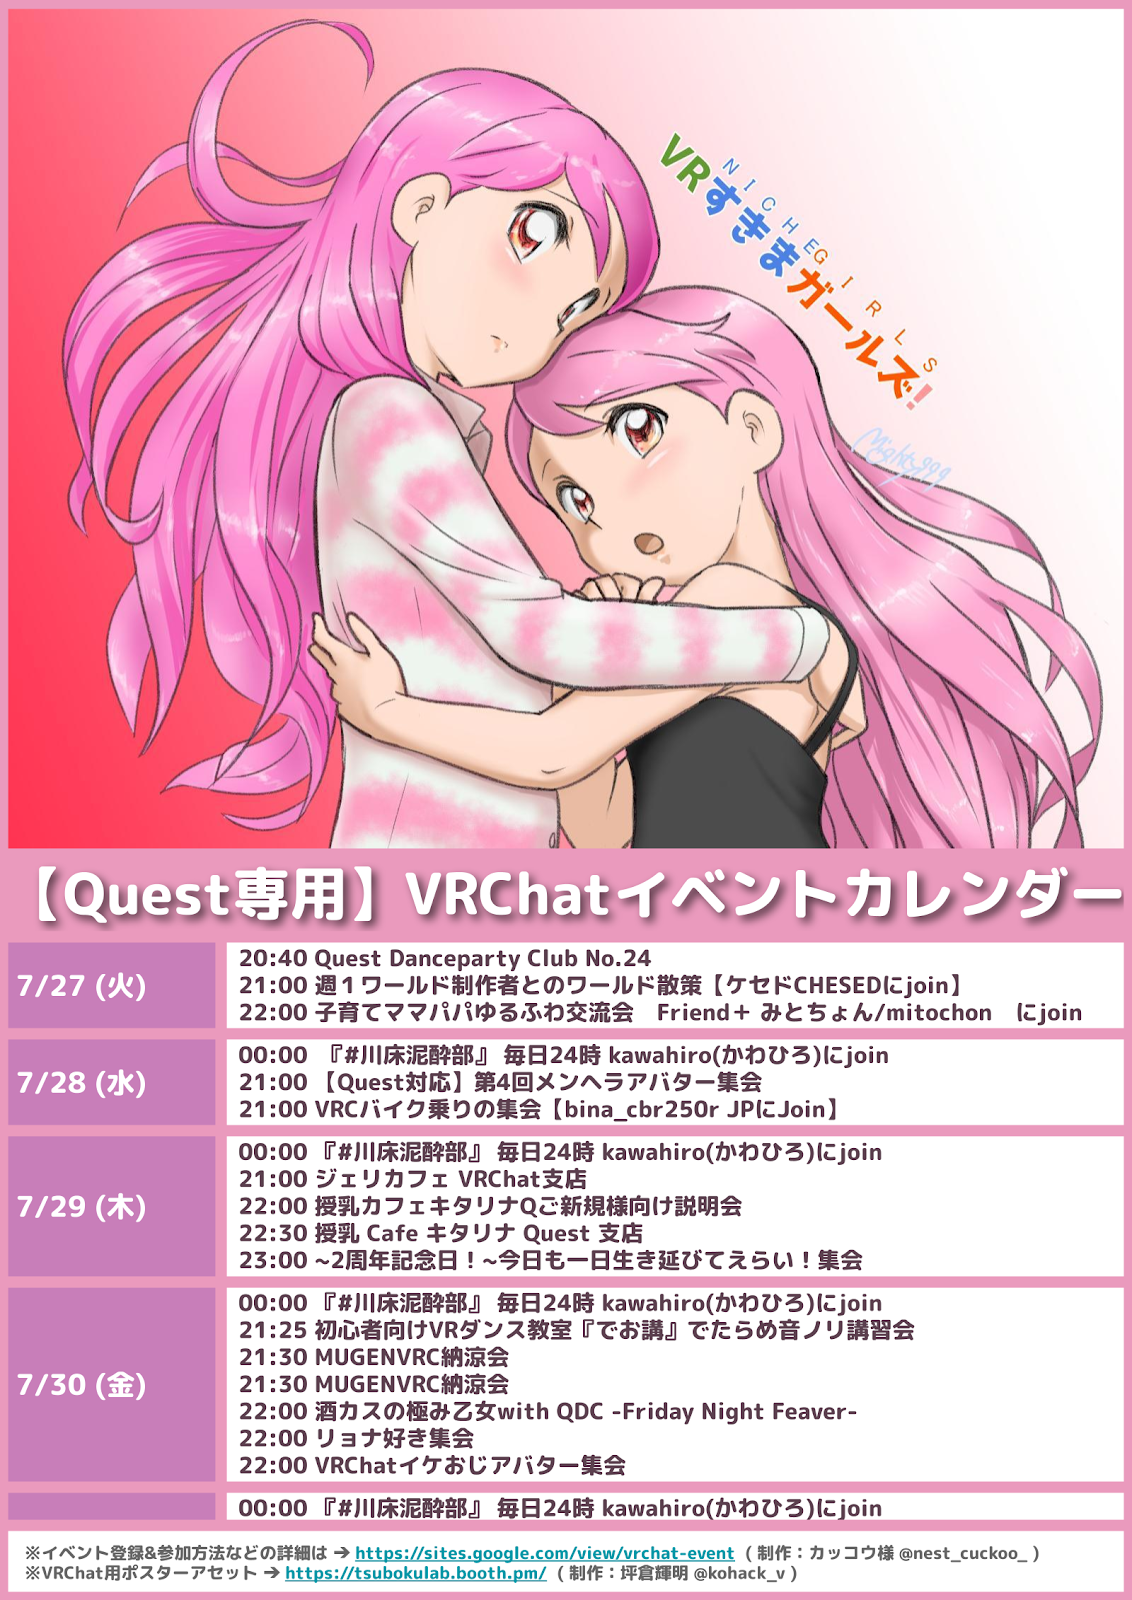 NICHE GIRLS
VRすきまガールズ!
Mighty999
【Quest専用】VRChatイベントカレンダー
7/27 (火)
20:40 Quest Danceparty Club No.24
21:00 週１ワールド制作者とのワールド散策【ケセドCHESEDにjoin】
22:00 子育てママパパゆるふわ交流会　Friend＋ みとちょん/mitochon　にjoin
7/28 (水)
00:00 『#川床泥酔部』 毎日24時 kawahiro(かわひろ)にjoin
21:00 【Quest対応】第4回メンヘラアバター集会
21:00 VRCバイク乗りの集会【bina_cbr250r JPにJoin】
7/29 (木)
00:00 『#川床泥酔部』 毎日24時 kawahiro(かわひろ)にjoin
21:00 ジェリカフェ VRChat支店
22:00 授乳カフェキタリナQご新規様向け説明会
22:30 授乳 Cafe キタリナ Quest 支店
23:00 ~2周年記念日！~今日も一日生き延びてえらい！集会
7/30 (金)
00:00 『#川床泥酔部』 毎日24時 kawahiro(かわひろ)にjoin
21:25 初心者向けVRダンス教室『でお講』でたらめ音ノリ講習会
21:30 MUGENVRC納涼会
21:30 MUGENVRC納涼会
22:00 酒カスの極み乙女with QDC -Friday Night Feaver-
22:00 リョナ好き集会
22:00 VRChatイケおじアバター集会
00:00 『#川床泥酔部』 毎日24時 kawahiro(かわひろ)にjoin
※イベント登録&参加方法などの詳細は → https://sites.google.com/view/vrchat-event （ 制作：カッコウ様 @nest_cuckoo_ ）
※VRChat用ポスターアセット → https://tsubokulab.booth.pm/ （ 制作：坪倉輝明 @kohack_v ）